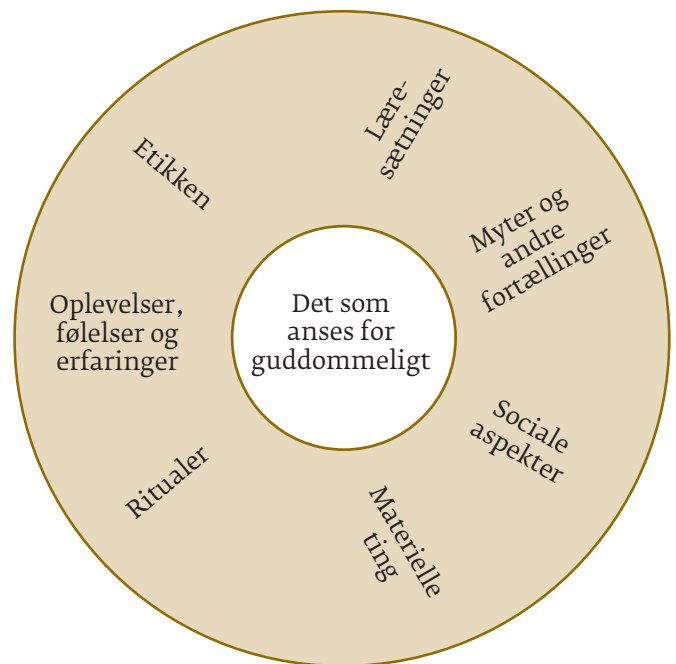 Lære-
sætninger
Etikken
Myter og
andre
fortællinger
Oplevelser,
følelser og
erfaringer
Det som
anses for
guddommeligt
Sociale
aspekter
Ritualer
Materielle
ting